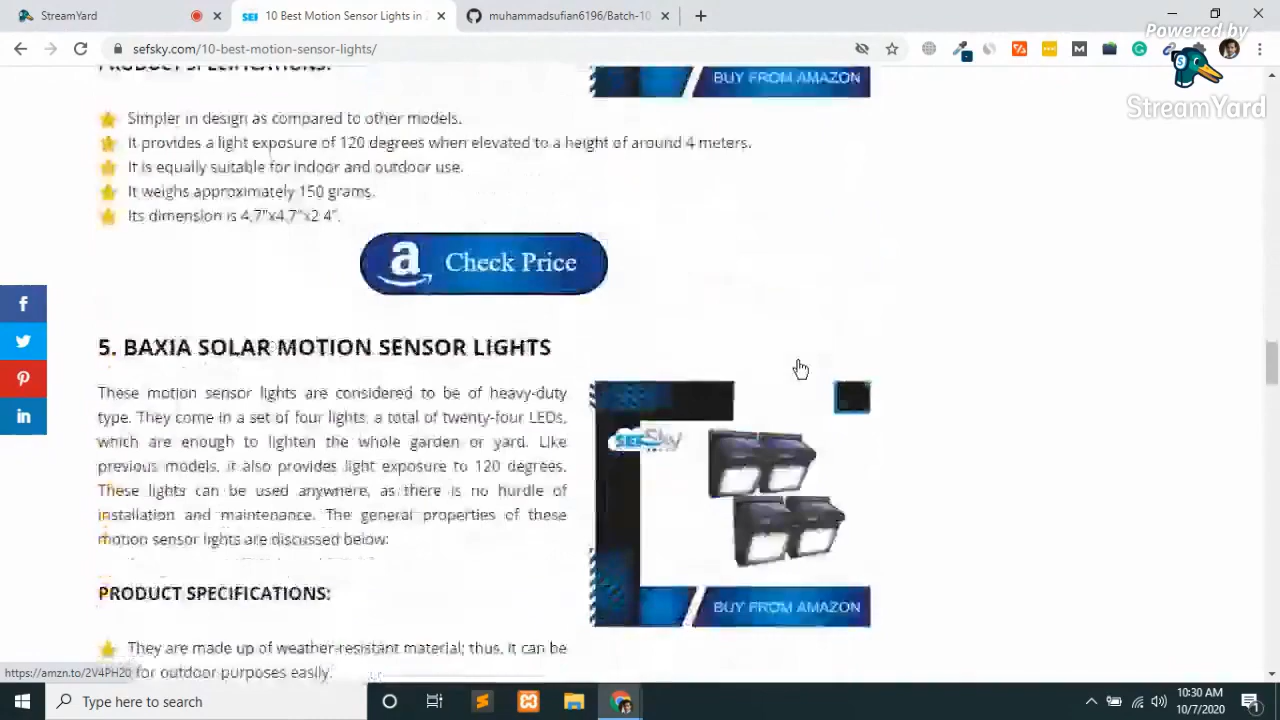 StreamYard
10 Best Motion Sensor Lights in 2
muhammadsufian6196/Batch-10
sefsky.com/10-best-motion-sensor-lights/
Powered by
StreamYard
PRODUCT SPECIFICATIONS:
BUY FROM AMAZON
Simpler in design as compared to other models.
It provides a light exposure of 120 degrees when elevated to a height of around 4 meters.
It is equally suitable for indoor and outdoor use.
It weighs approximately 150 grams.
Its dimension is 4.7"x4.7"x2.4".
Check Price
5. BAXIA SOLAR MOTION SENSOR LIGHTS
These motion sensor lights are considered to be of heavy-duty
type. They come in a set of four lights, a total of twenty-four LEDs,
which are enough to lighten the whole garden or yard. Like
previous models, it also provides light exposure to 120 degrees.
These lights can be used anywhere, as there is no hurdle of
installation and maintenance. The general properties of these
motion sensor lights are discussed below:
SEFSky
BUY FROM AMAZON
PRODUCT SPECIFICATIONS:
They are made up of weather-resistant material; thus, it can be
for outdoor purposes easily.
https://amzn.to/2V4PH20
Type here to search
10:30 AM
10/7/2020